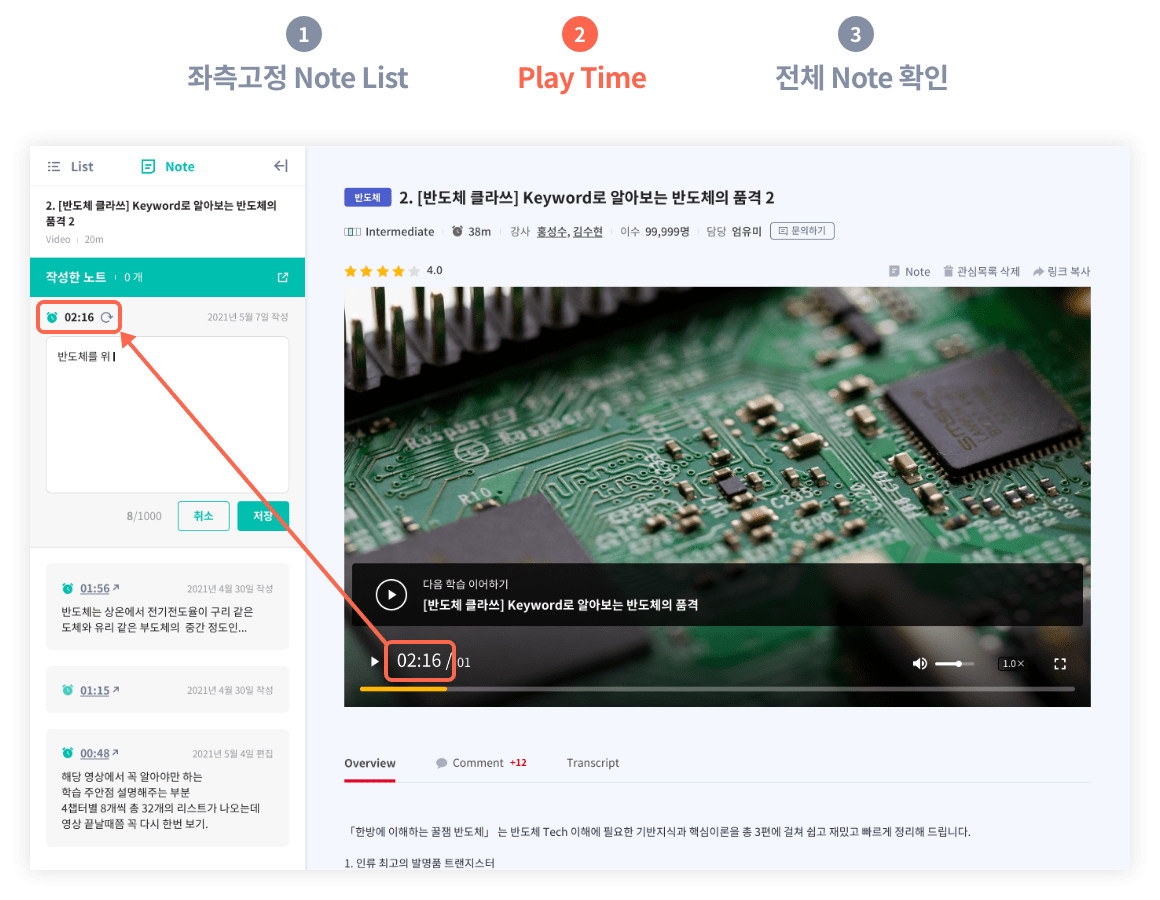 1
좌측고정 Note List
2
Play Time
3
전체 Note 확인
List
Note
2. [반도체 클라쓰] Keyword로 알아보는 반도체의
품격 2
Video | 20m
작성한 노트 | 0 개
02:16
2021년 5월 7일 작성
반도체를 위
8/1000
취소
저장
01:56
2021년 4월 30일 작성
반도체는 상온에서 전기전도율이 구리 같은
도체와 유리 같은 부도체의 중간 정도인...
01:15
2021년 4월 30일 작성
00:48
2021년 5월 4일 편집
해당 영상에서 꼭 알아야만 하는
학습 주안점 설명해주는 부분
4챕터별 8개씩 총 32개의 리스트가 나오는데
영상 끝날때쯤 꼭 다시 한번 보기.
반도체 2. [반도체 클라쓰] Keyword로 알아보는 반도체의 품격 2
Intermediate 38m 강사 홍성수, 김수현 이수 99,999명 담당 엄유미 문의하기
4.0
Note 관심목록 삭제 링크 복사
Raspberry
R10
다음 학습 이어하기
[반도체 클라쓰] Keyword로 알아보는 반도체의 품격
02:16 / 01
1.0×
Overview
Comment +12
Transcript
「한방에 이해하는 꿀잼 반도체」 는 반도체 Tech 이해에 필요한 기반지식과 핵심이론을 총 3편에 걸쳐 쉽고 재밌고 빠르게 정리해 드립니다.
1. 인류 최고의 발명품 트랜지스터